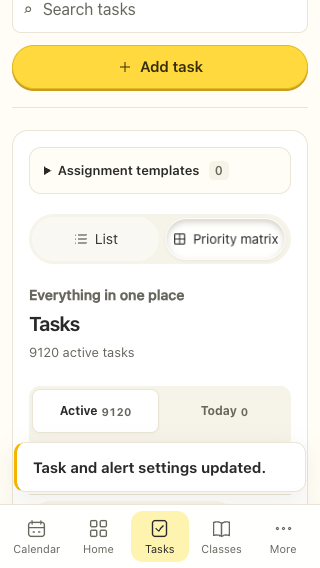 Search tasks
+ Add task
Assignment templates 0
List
Priority matrix
Everything in one place
Tasks
9120 active tasks
Active 9120
Today 0
Task and alert settings updated.
Calendar
Home
Tasks
Classes
More